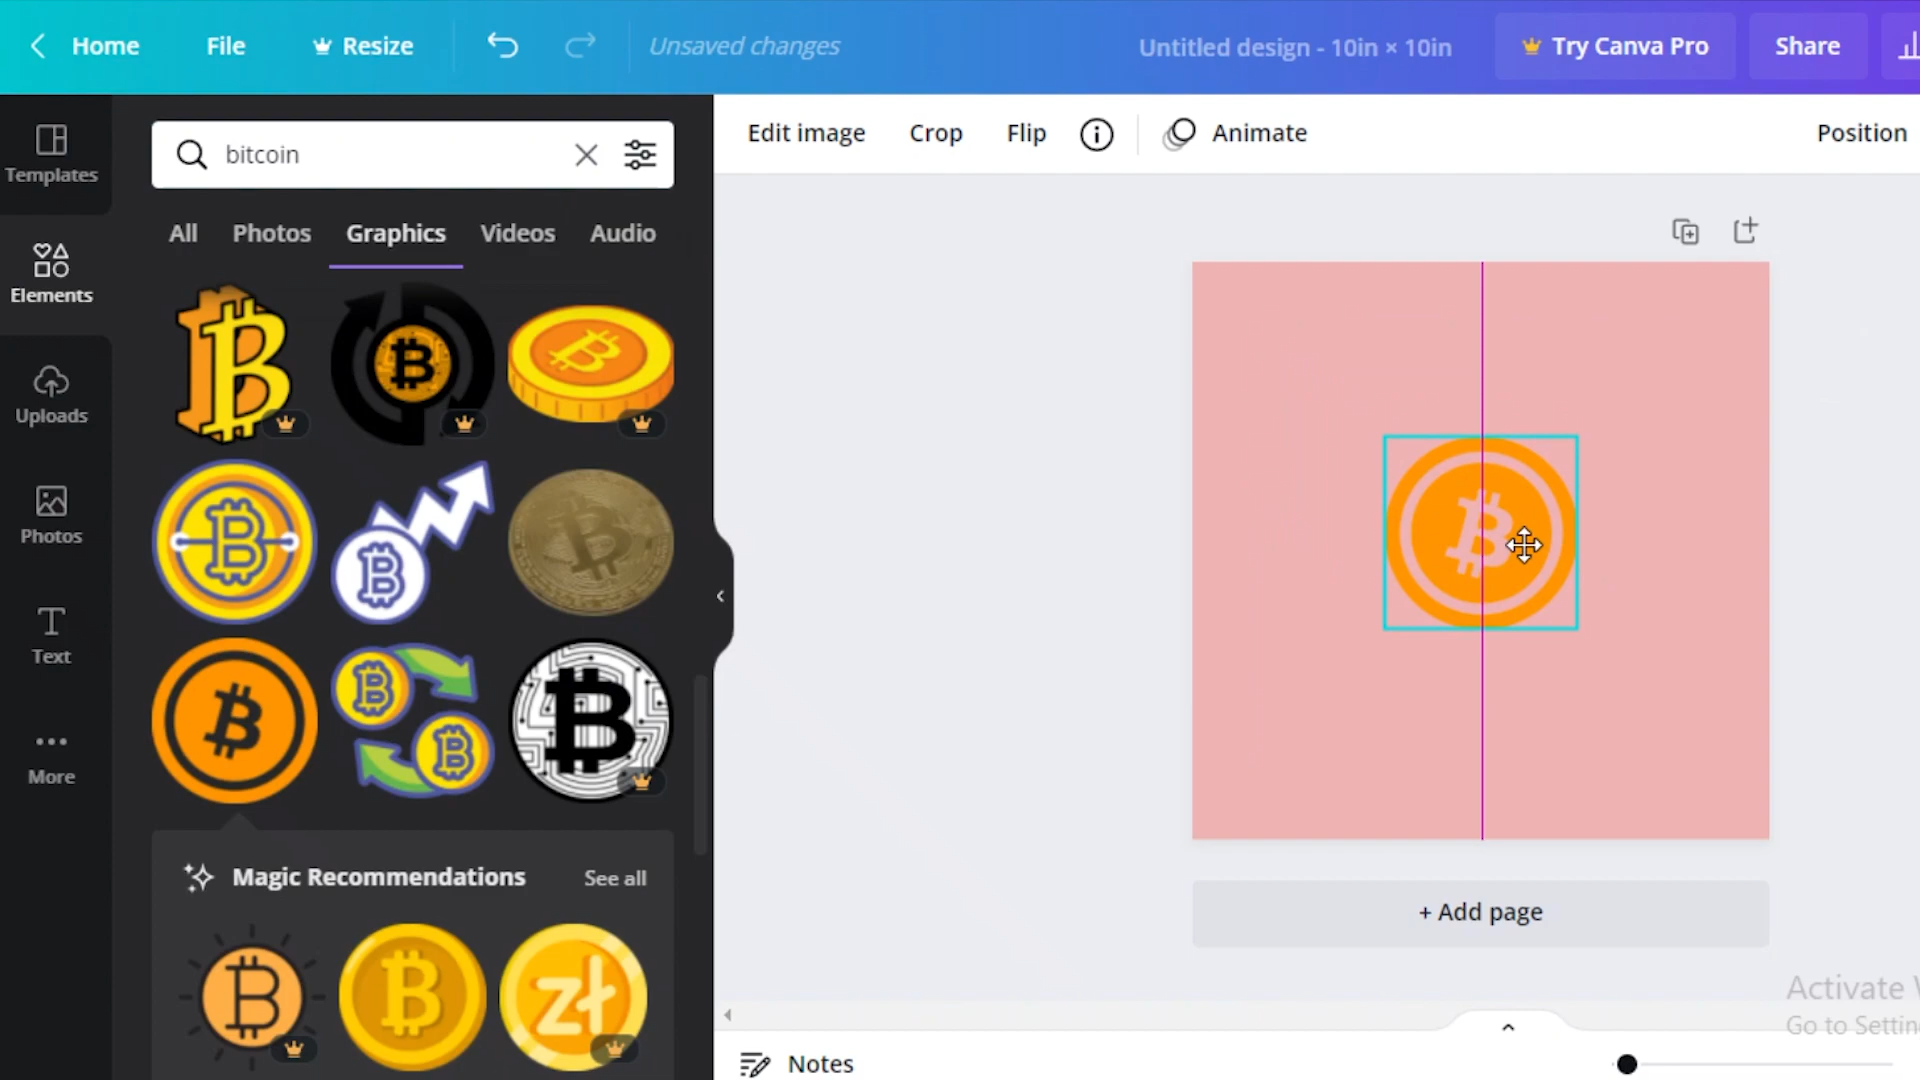 Home
File
Resize
Unsaved changes
Untitled design - 10in × 10in
Try Canva Pro
Share
Templates
Elements
Uploads
Photos
Text
More
bitcoin
All
Photos
Graphics
Videos
Audio
Magic Recommendations
See all
zł
Edit image
Crop
Flip
Animate
Position
+ Add page
Activate
Go to Settin
Notes